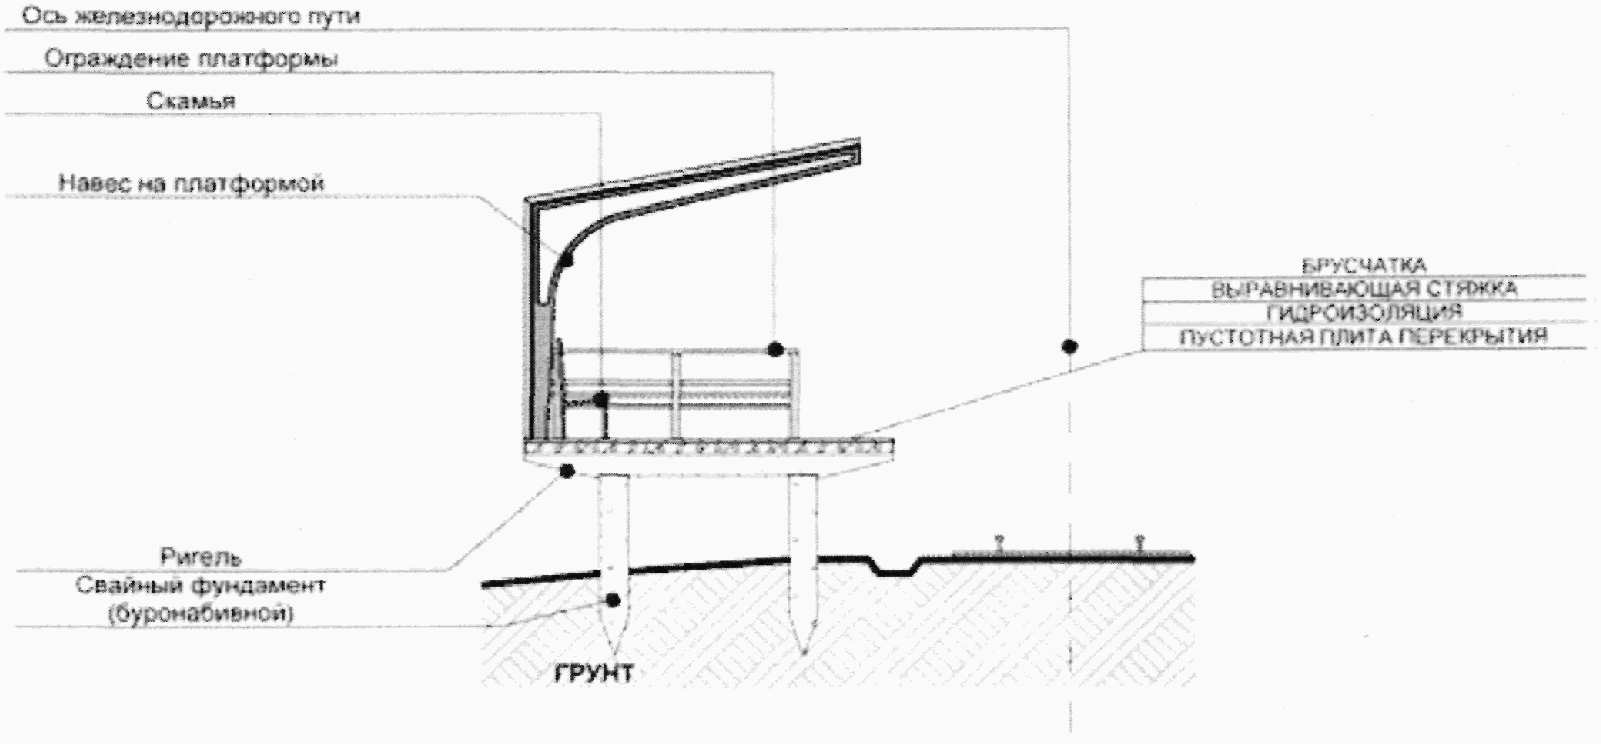 Ось железнодорожного пути
Ограждение платформы
Скамья
Навес на платформой
БРУСЧАТКА
ВЫРАВНИВАЮЩАЯ СТЯЖКА
ГИДРОИЗОЛЯЦИЯ
ПУСТОТНАЯ ПЛИТА ПЕРЕКРЫТИЯ
Ригель
Свайный фундамент
(буронабивной)
ГРУНТ